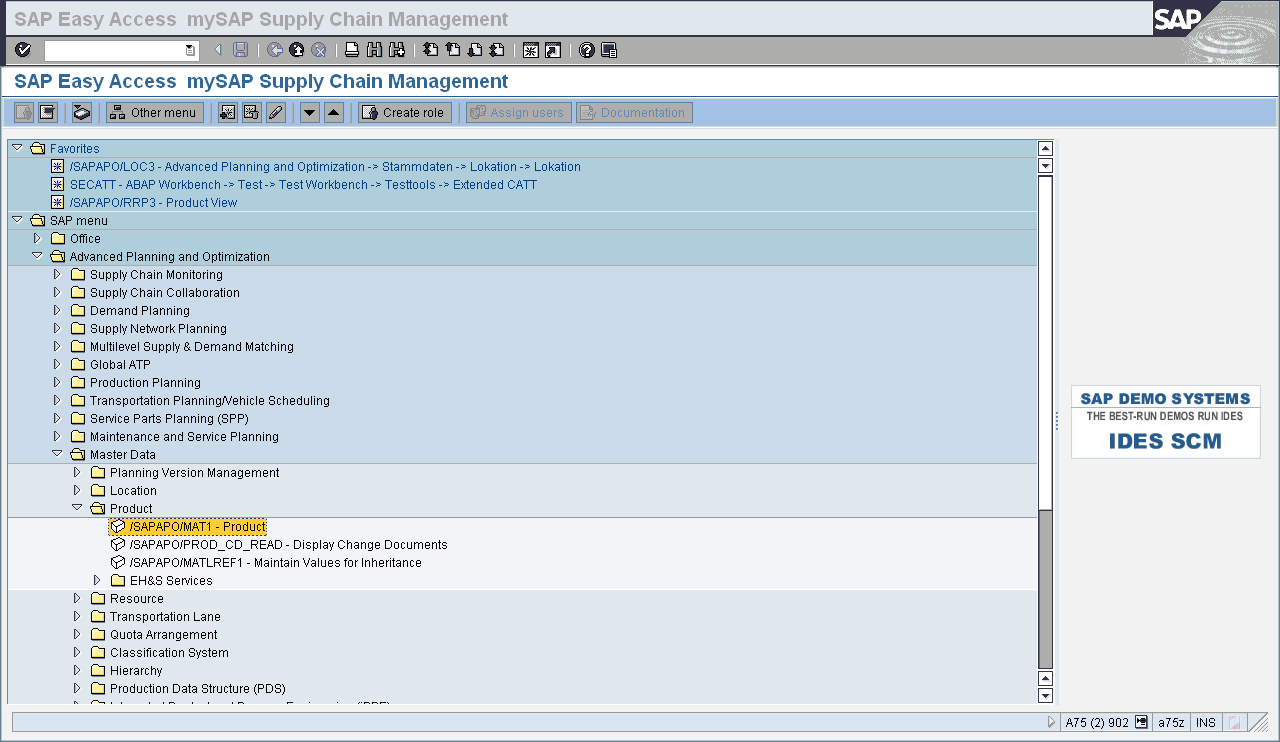 SAP Easy Access mySAP Supply Chain Management
SAP
SAP Easy Access mySAP Supply Chain Management
Other menu
Create role
Assign users
Documentation
Favorites
/SAPAPO/LOC3 - Advanced Planning and Optimization -> Stammdaten -> Lokation -> Lokation
SECATT - ABAP Workbench -> Test -> Test Workbench -> Testtools -> Extended CATT
/SAPAPO/RRP3 - Product View
SAP menu
Office
Advanced Planning and Optimization
Supply Chain Monitoring
Supply Chain Collaboration
Demand Planning
Supply Network Planning
Multilevel Supply & Demand Matching
Global ATP
Production Planning
Transportation Planning/Vehicle Scheduling
Service Parts Planning (SPP)
Maintenance and Service Planning
Master Data
Planning Version Management
Location
Product
/SAPAPO/MAT1 - Product
/SAPAPO/PROD_CD_READ - Display Change Documents
/SAPAPO/MATLREF1 - Maintain Values for Inheritance
EH&S Services
Resource
Transportation Lane
Quota Arrangement
Classification System
Hierarchy
Production Data Structure (PDS)
SAP DEMO SYSTEMS
THE BEST-RUN DEMOS RUN IDES
IDES SCM
A75 (2) 902
a75z
INS